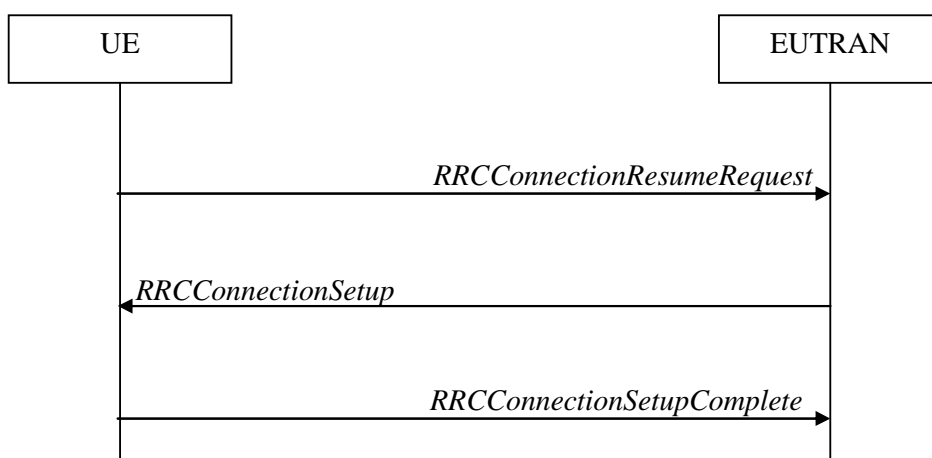 UE
EUTRAN
RRCConnectionResumeRequest
RRCConnectionSetup
RRCConnectionSetupComplete